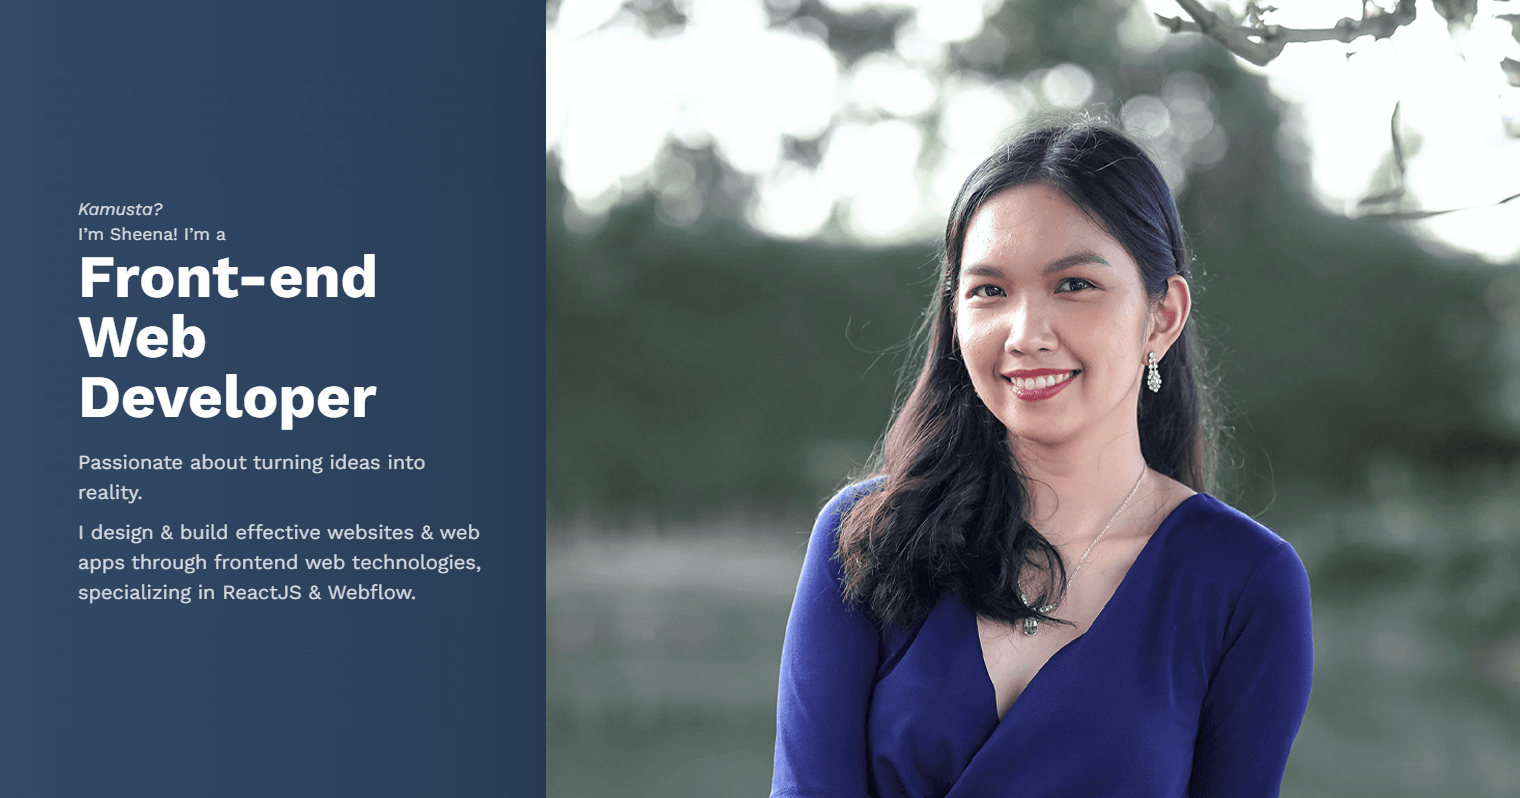 Kamusta?
I’m Sheena! I’m a
Front-end
Web
Developer
Passionate about turning ideas into
reality.
I design & build effective websites & web
apps through frontend web technologies,
specializing in ReactJS & Webflow.